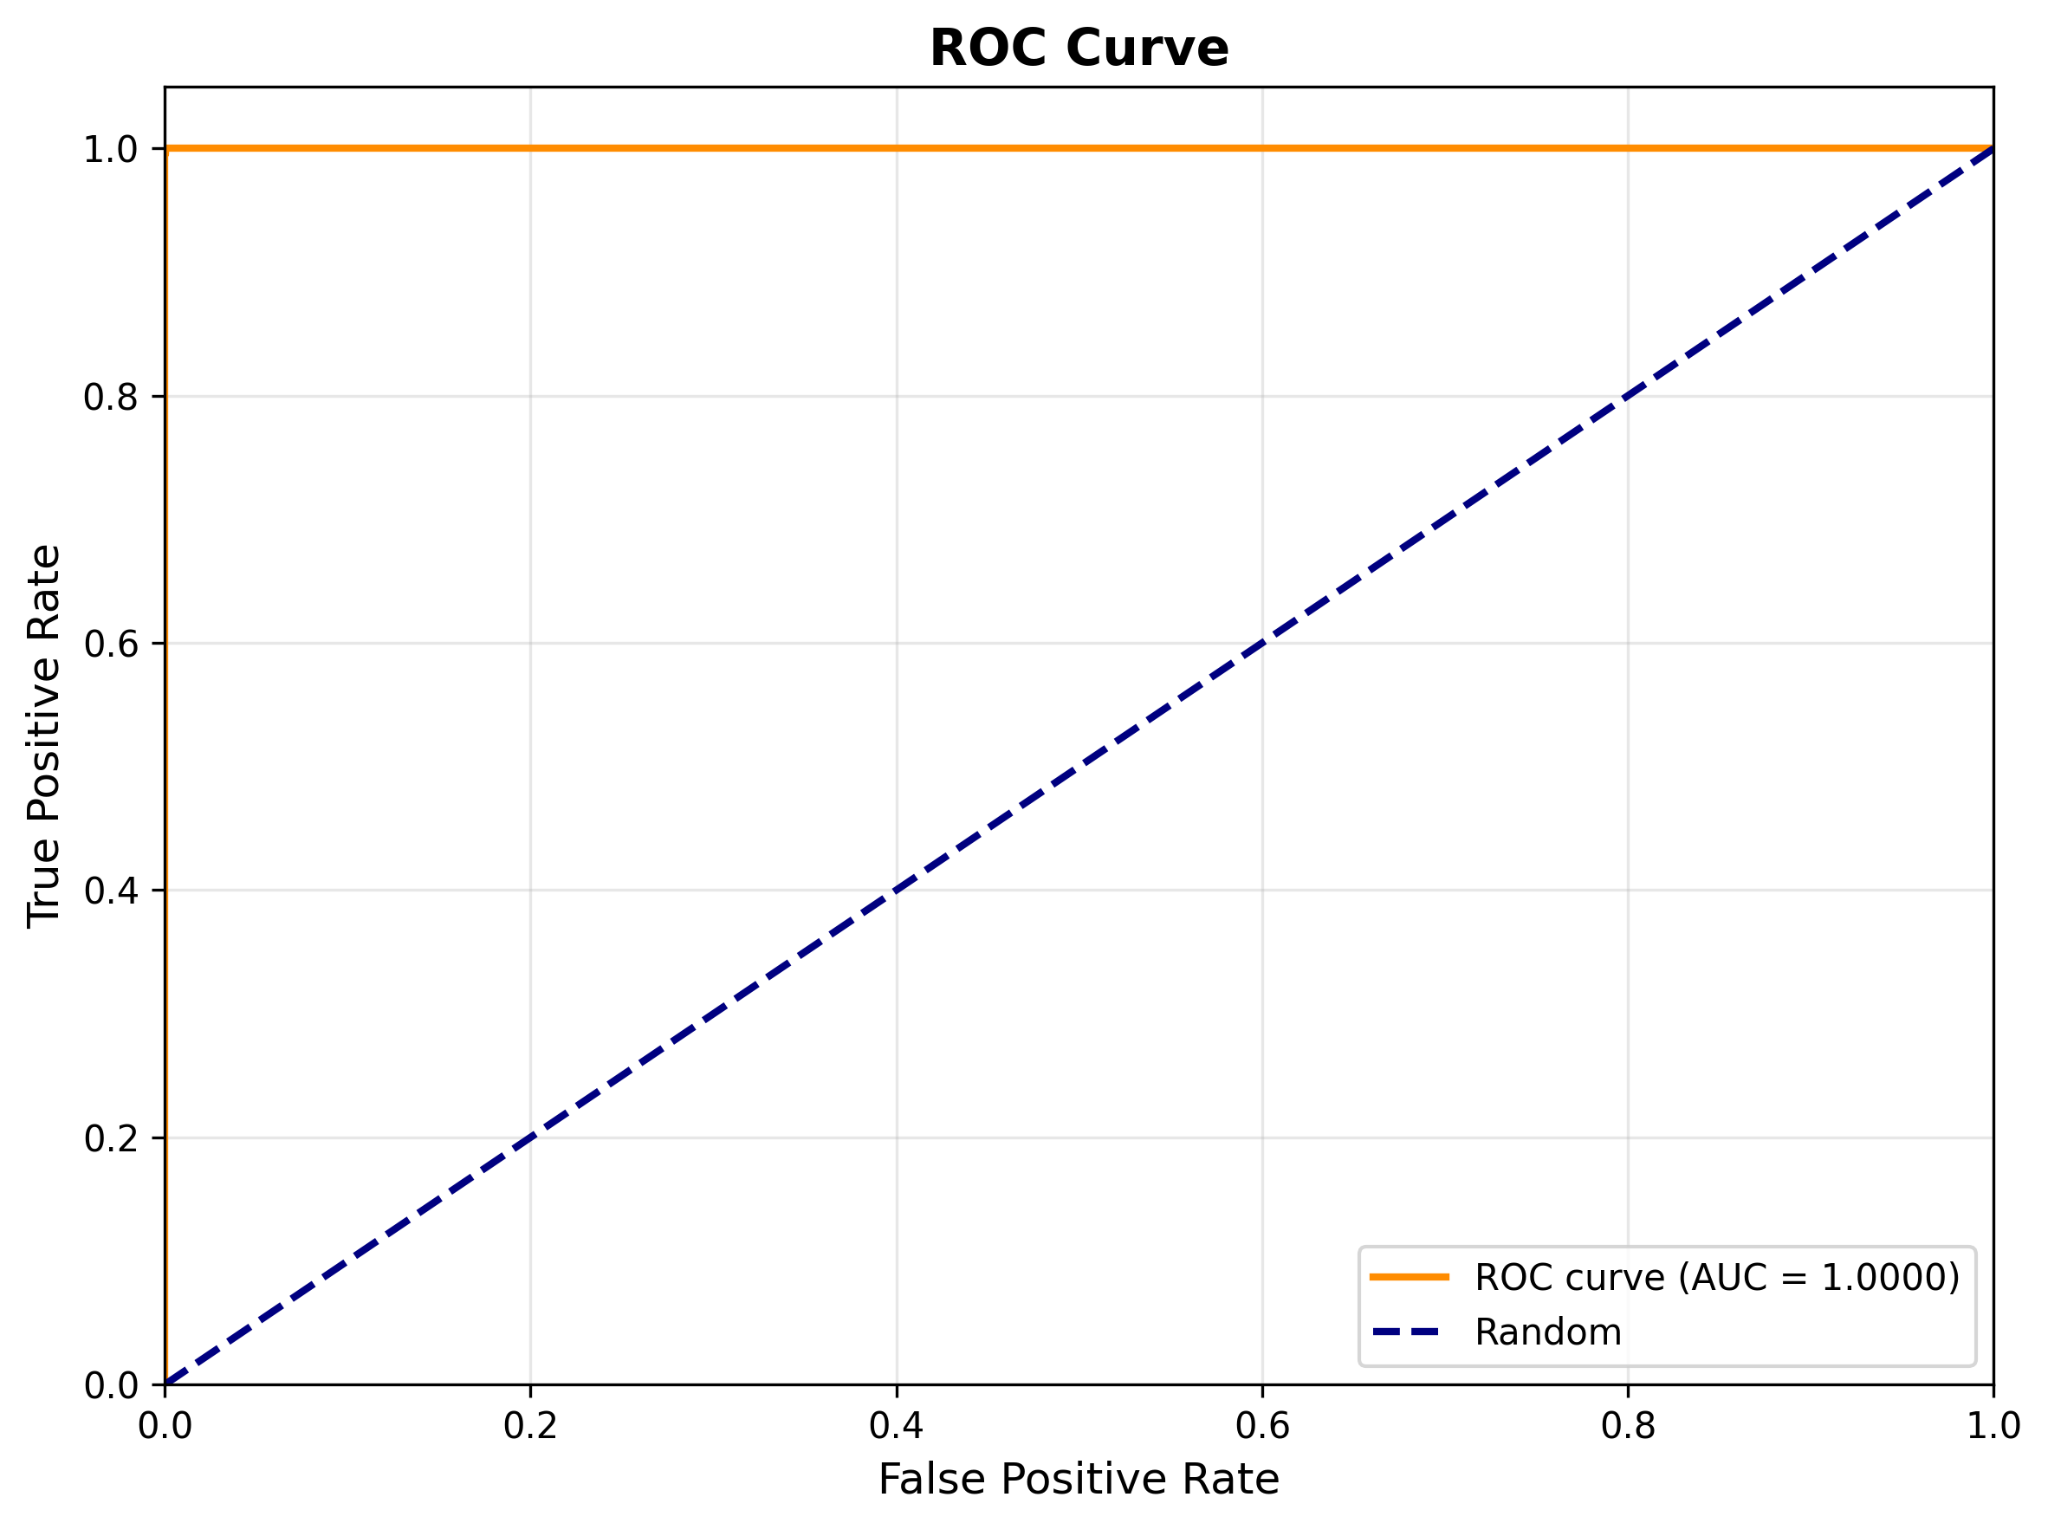 ROC Curve
1.0
0.8
0.6
0.4
0.2
0.0
True Positive Rate
ROC curve (AUC = 1.0000)
Random
0.0 0.2 0.4 0.6 0.8 1.0
False Positive Rate